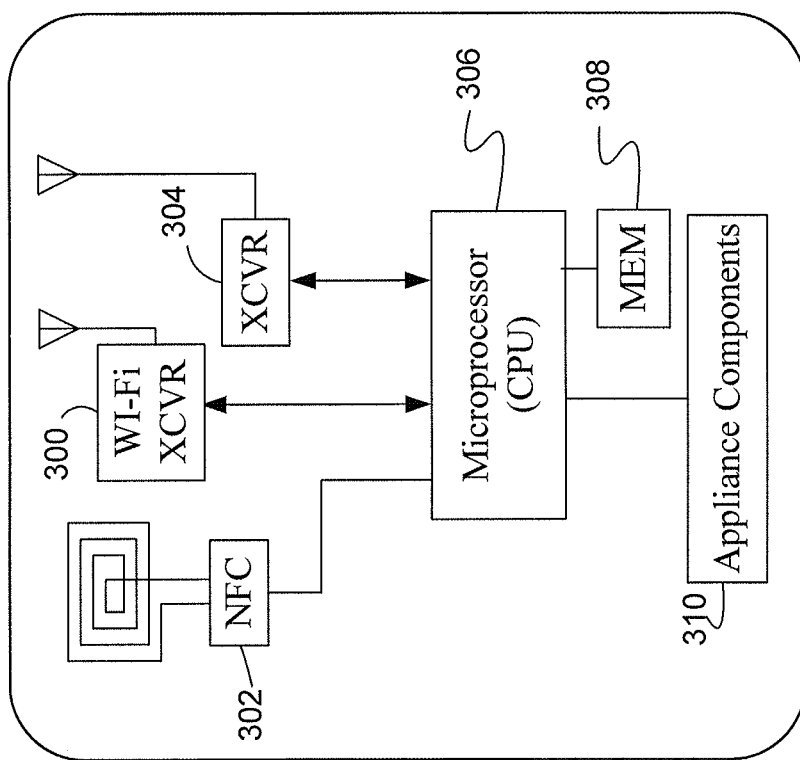 300
WI-Fi
XCVR
304
XCVR
302
NFC
306
Microprocessor
(CPU)
308
MEM
310
Appliance Components